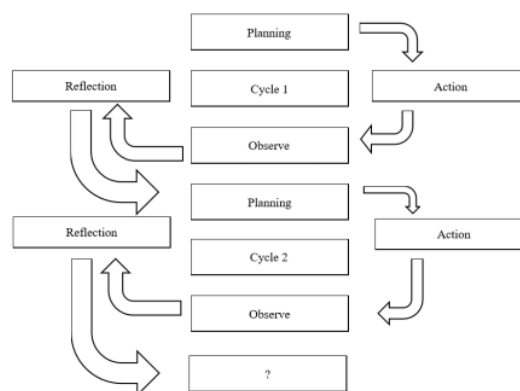 Planning
Reflection
Cycle 1
Action
Observe
Planning
Reflection
Action
Cycle 2
Observe
?